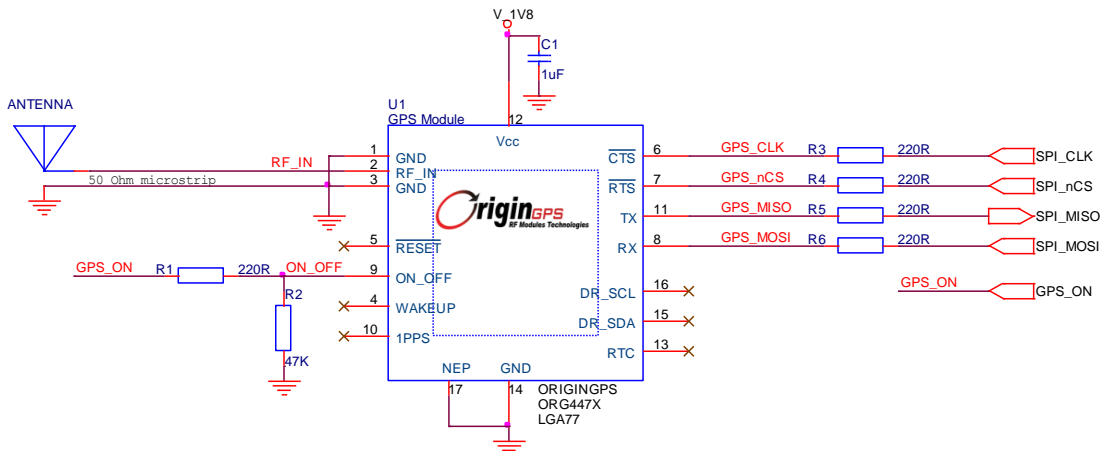 V_1V8
C1
1uF
ANTENNA
U1
GPS Module
12
Vcc
1
GND
RF_IN
2
RF_IN
50 Ohm microstrip
3
GND
OriginGPS
RF Modules Technologies
CTS
6
GPS_CLK
R3
220R
SPI_CLK
RTS
7
GPS_nCS
R4
220R
SPI_nCS
TX
11
GPS_MISO
R5
220R
SPI_MISO
RX
8
GPS_MOSI
R6
220R
SPI_MOSI
5
RESET
GPS_ON
R1
220R
ON_OFF
9
ON_OFF
GPS_ON
GPS_ON
R2
47K
4
WAKEUP
10
1PPS
DR_SCL
16
DR_SDA
15
RTC
13
NEP
GND
17
14
ORIGINGPS
ORG447X
LGA77